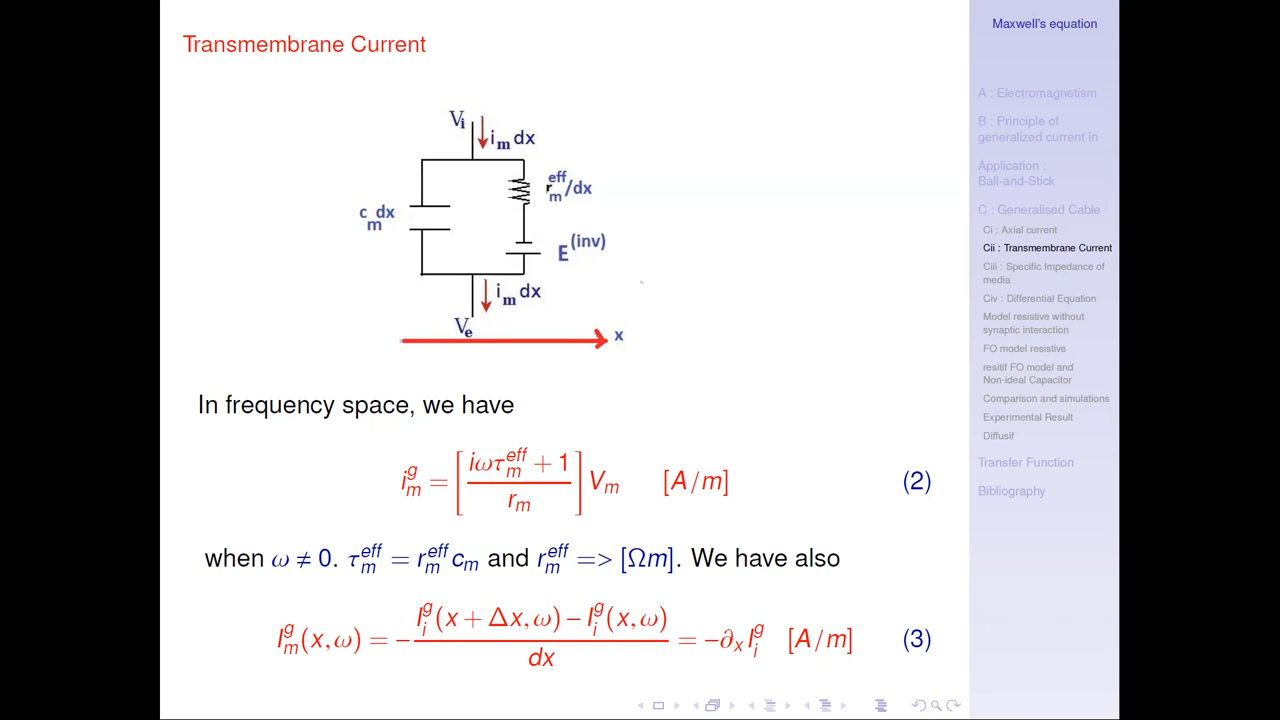 Transmembrane Current
V_i
i_m dx
r_m^eff/dx
c_m dx
E^(inv)
i_m dx
V_e
x
In frequency space, we have
i_m^g = [ (iωτ_m^eff + 1) / r_m ] V_m [A/m] (2)
when ω ≠ 0. τ_m^eff = r_m^eff c_m and r_m^eff => [Ωm]. We have also
I_m^g(x, ω) = − (I_i^g(x + Δx, ω) − I_i^g(x, ω)) / dx = −∂_x I_i^g [A/m] (3)
Maxwell's equation
A : Electromagnetism
B : Principle of
generalized current in
Application :
Ball-and-Stick
C : Generalised Cable
Ci : Axial current
Cii : Transmembrane Current
Ciii : Specific Impedance of
media
Civ : Differential Equation
Model resistive without
synaptic interaction
FO model resistive
resitif FO model and
Non-ideal Capacitor
Comparison and simulations
Experimental Result
Diffusif
Transfer Function
Bibliography